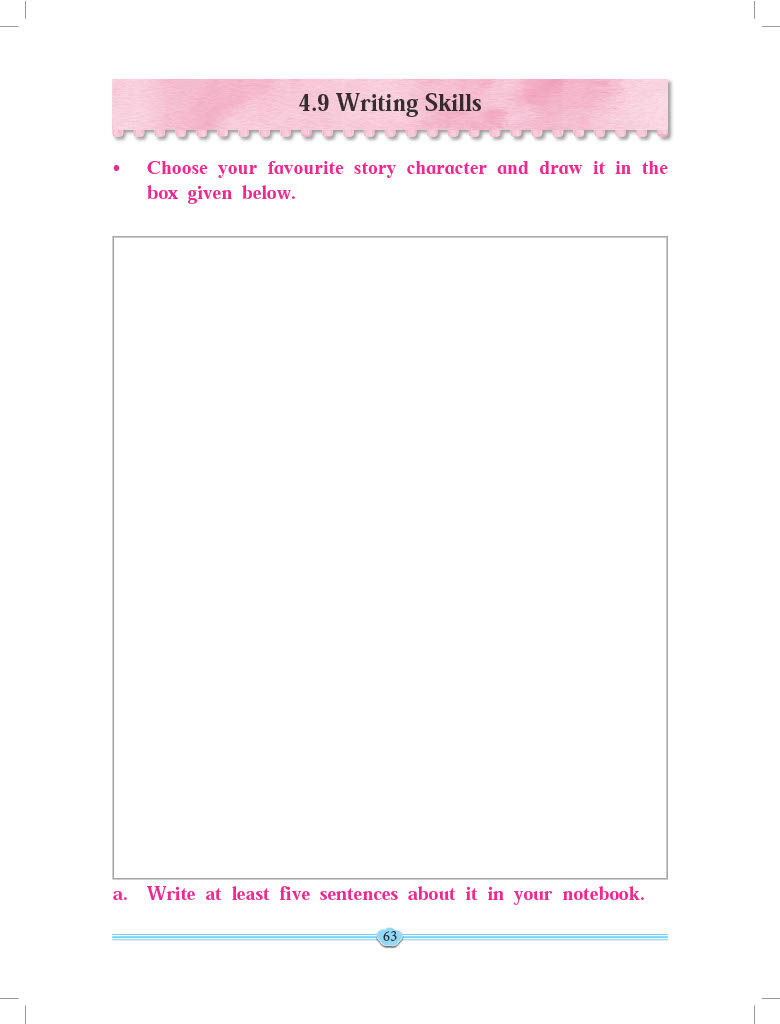 4.9 Writing Skills
• Choose your favourite story character and draw it in the
box given below.
a. Write at least five sentences about it in your notebook.
63